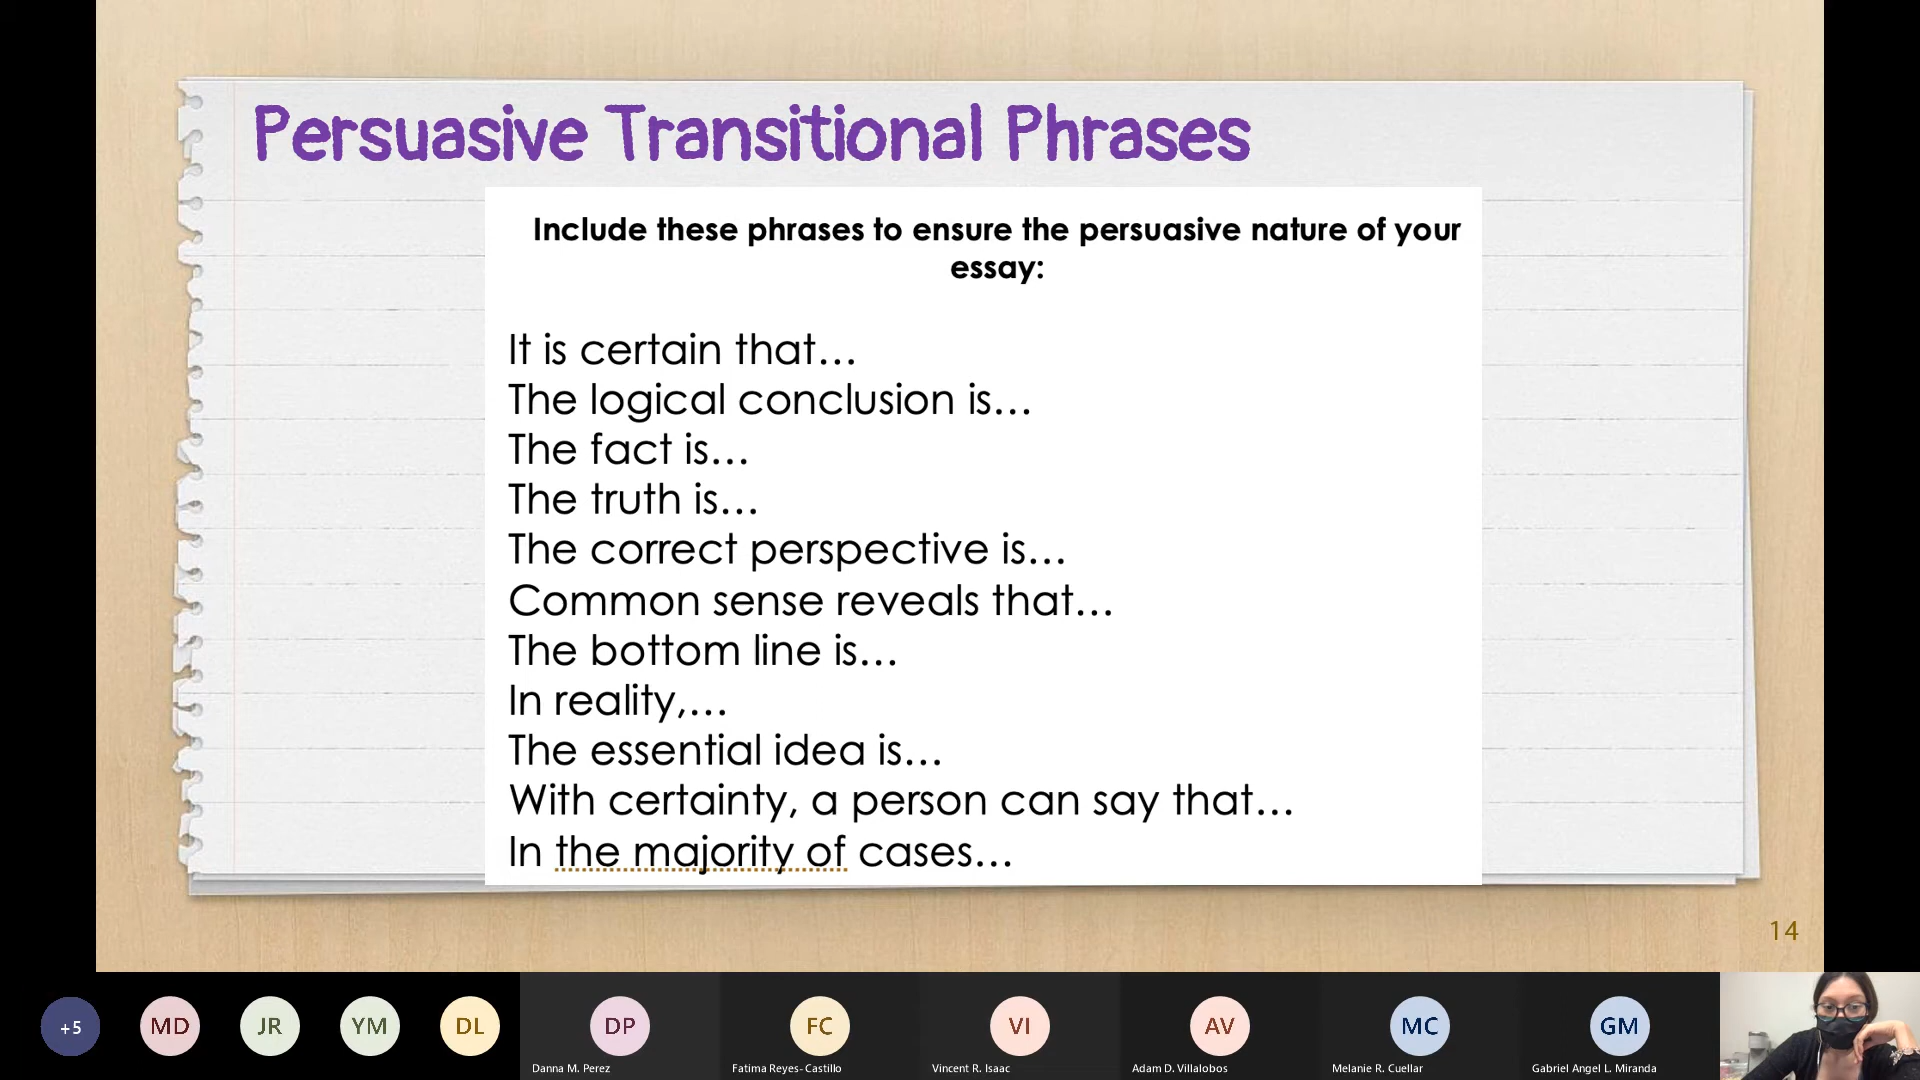 Persuasive Transitional Phrases
Include these phrases to ensure the persuasive nature of your
essay:
It is certain that…
The logical conclusion is…
The fact is…
The truth is…
The correct perspective is…
Common sense reveals that…
The bottom line is…
In reality,…
The essential idea is…
With certainty, a person can say that…
In the majority of cases…
14
+5
MD
JR
YM
DL
DP
FC
VI
AV
MC
GM
Danna M. Perez
Fatima Reyes-Castillo
Vincent R. Isaac
Adam D. Villalobos
Melanie R. Cuellar
Gabriel Angel L. Miranda